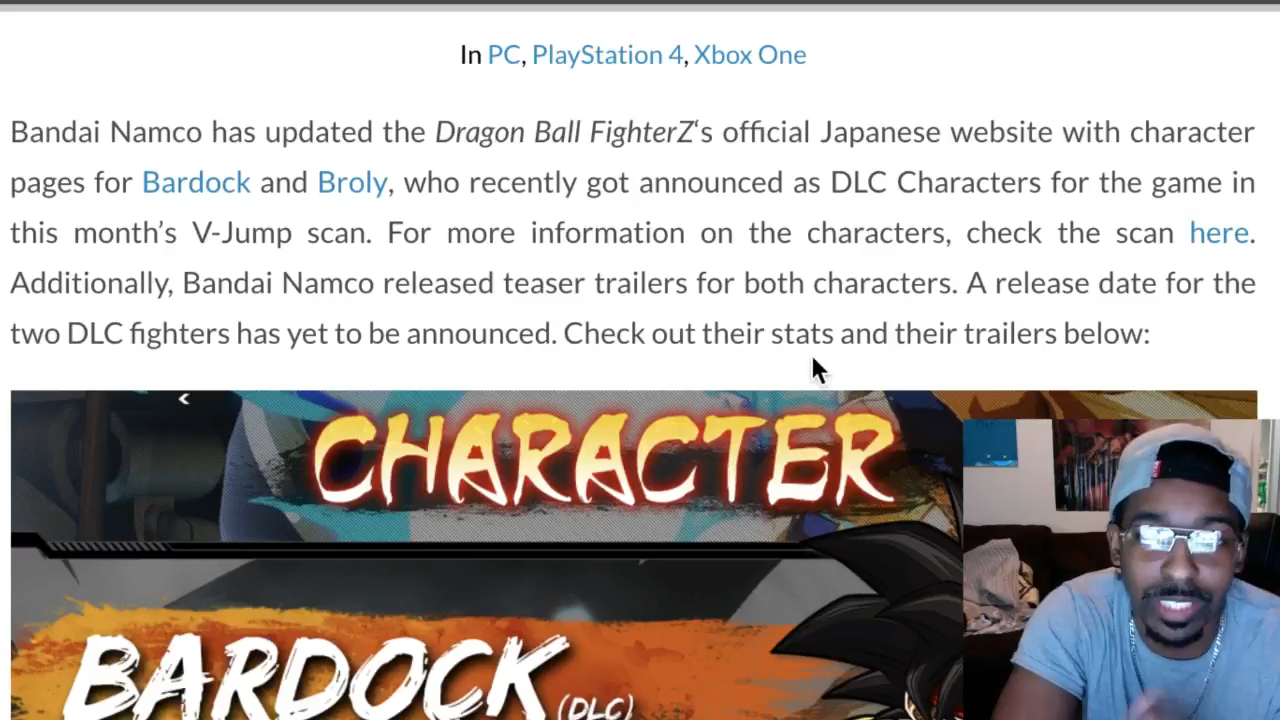 In PC, PlayStation 4, Xbox One
Bandai Namco has updated the Dragon Ball FighterZ‘s official Japanese website with character
pages for Bardock and Broly, who recently got announced as DLC Characters for the game in
this month’s V-Jump scan. For more information on the characters, check the scan here.
Additionally, Bandai Namco released teaser trailers for both characters. A release date for the
two DLC fighters has yet to be announced. Check out their stats and their trailers below:
CHARACTER
BARDOCK (DLC)